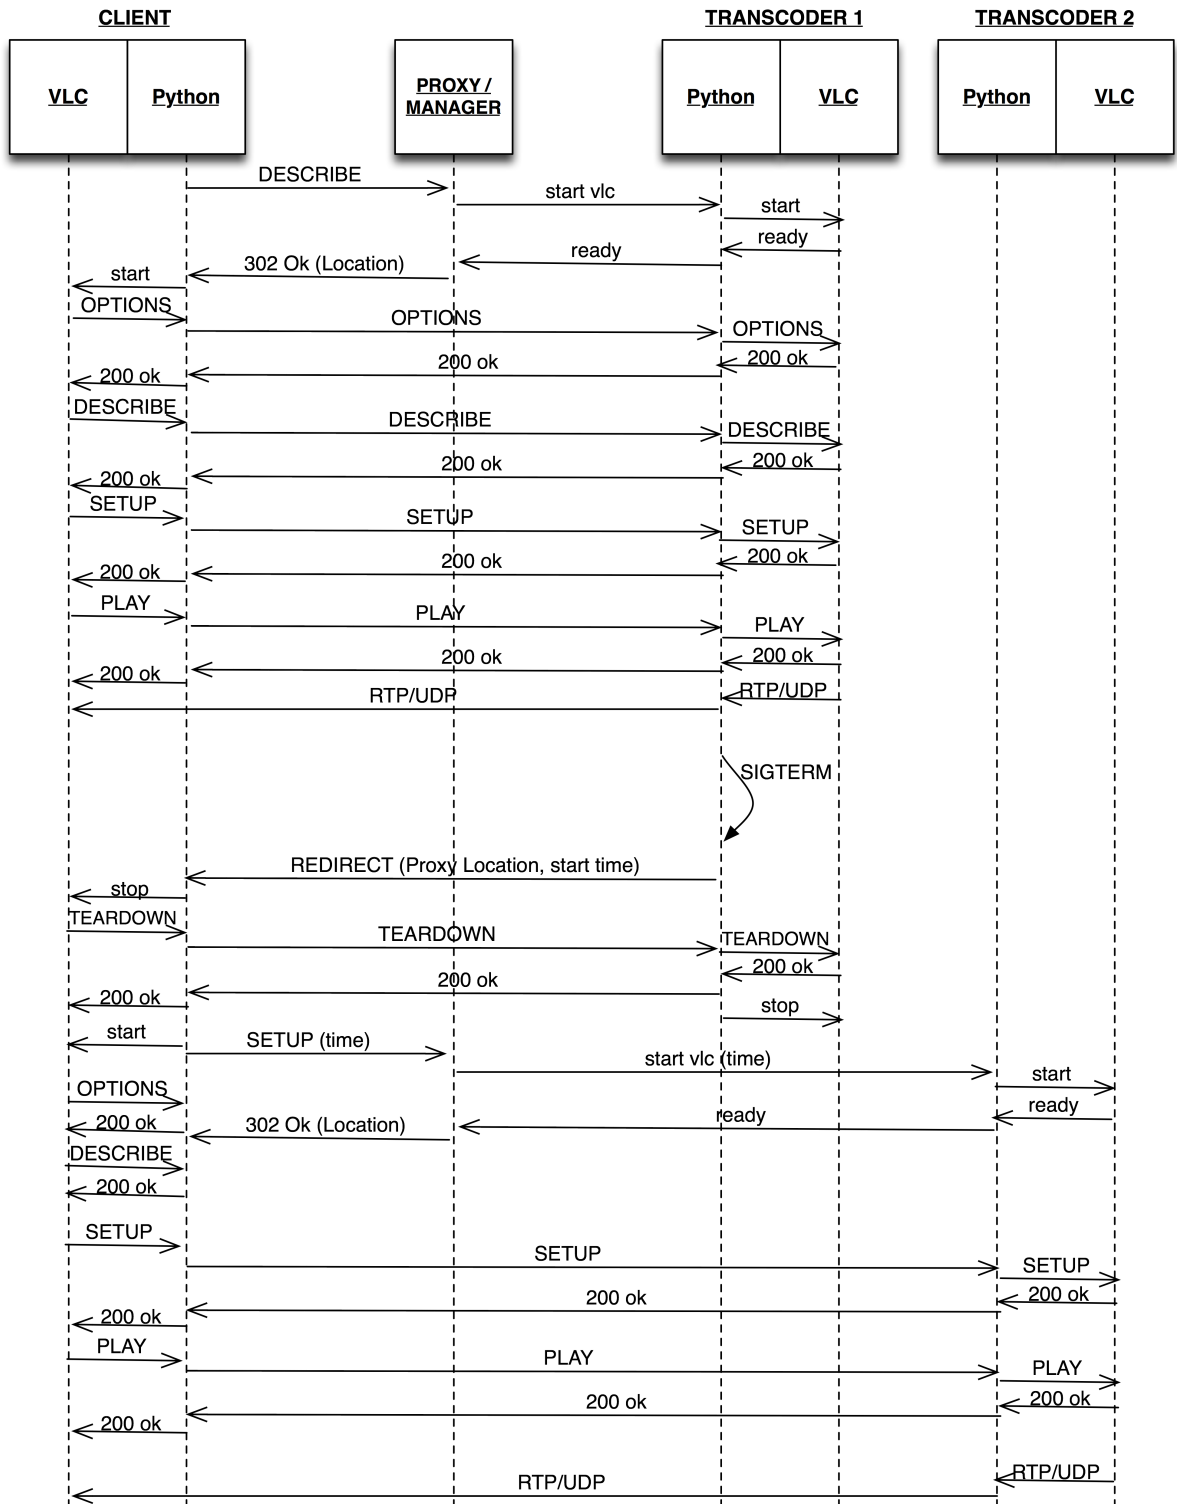 CLIENT
TRANSCODER 1
TRANSCODER 2
VLC
Python
PROXY /
MANAGER
Python
VLC
Python
VLC
DESCRIBE
start vlc
start
ready
ready
302 Ok (Location)
start
OPTIONS
OPTIONS
OPTIONS
200 ok
200 ok
200 ok
DESCRIBE
DESCRIBE
DESCRIBE
200 ok
200 ok
200 ok
SETUP
SETUP
SETUP
200 ok
200 ok
200 ok
PLAY
PLAY
PLAY
200 ok
200 ok
200 ok
RTP/UDP
RTP/UDP
SIGTERM
REDIRECT (Proxy Location, start time)
stop
TEARDOWN
TEARDOWN
TEARDOWN
200 ok
200 ok
200 ok
stop
start
SETUP (time)
start vlc (time)
start
OPTIONS
ready
ready
200 ok
302 Ok (Location)
DESCRIBE
200 ok
SETUP
SETUP
SETUP
200 ok
200 ok
200 ok
PLAY
PLAY
PLAY
200 ok
200 ok
200 ok
RTP/UDP
RTP/UDP